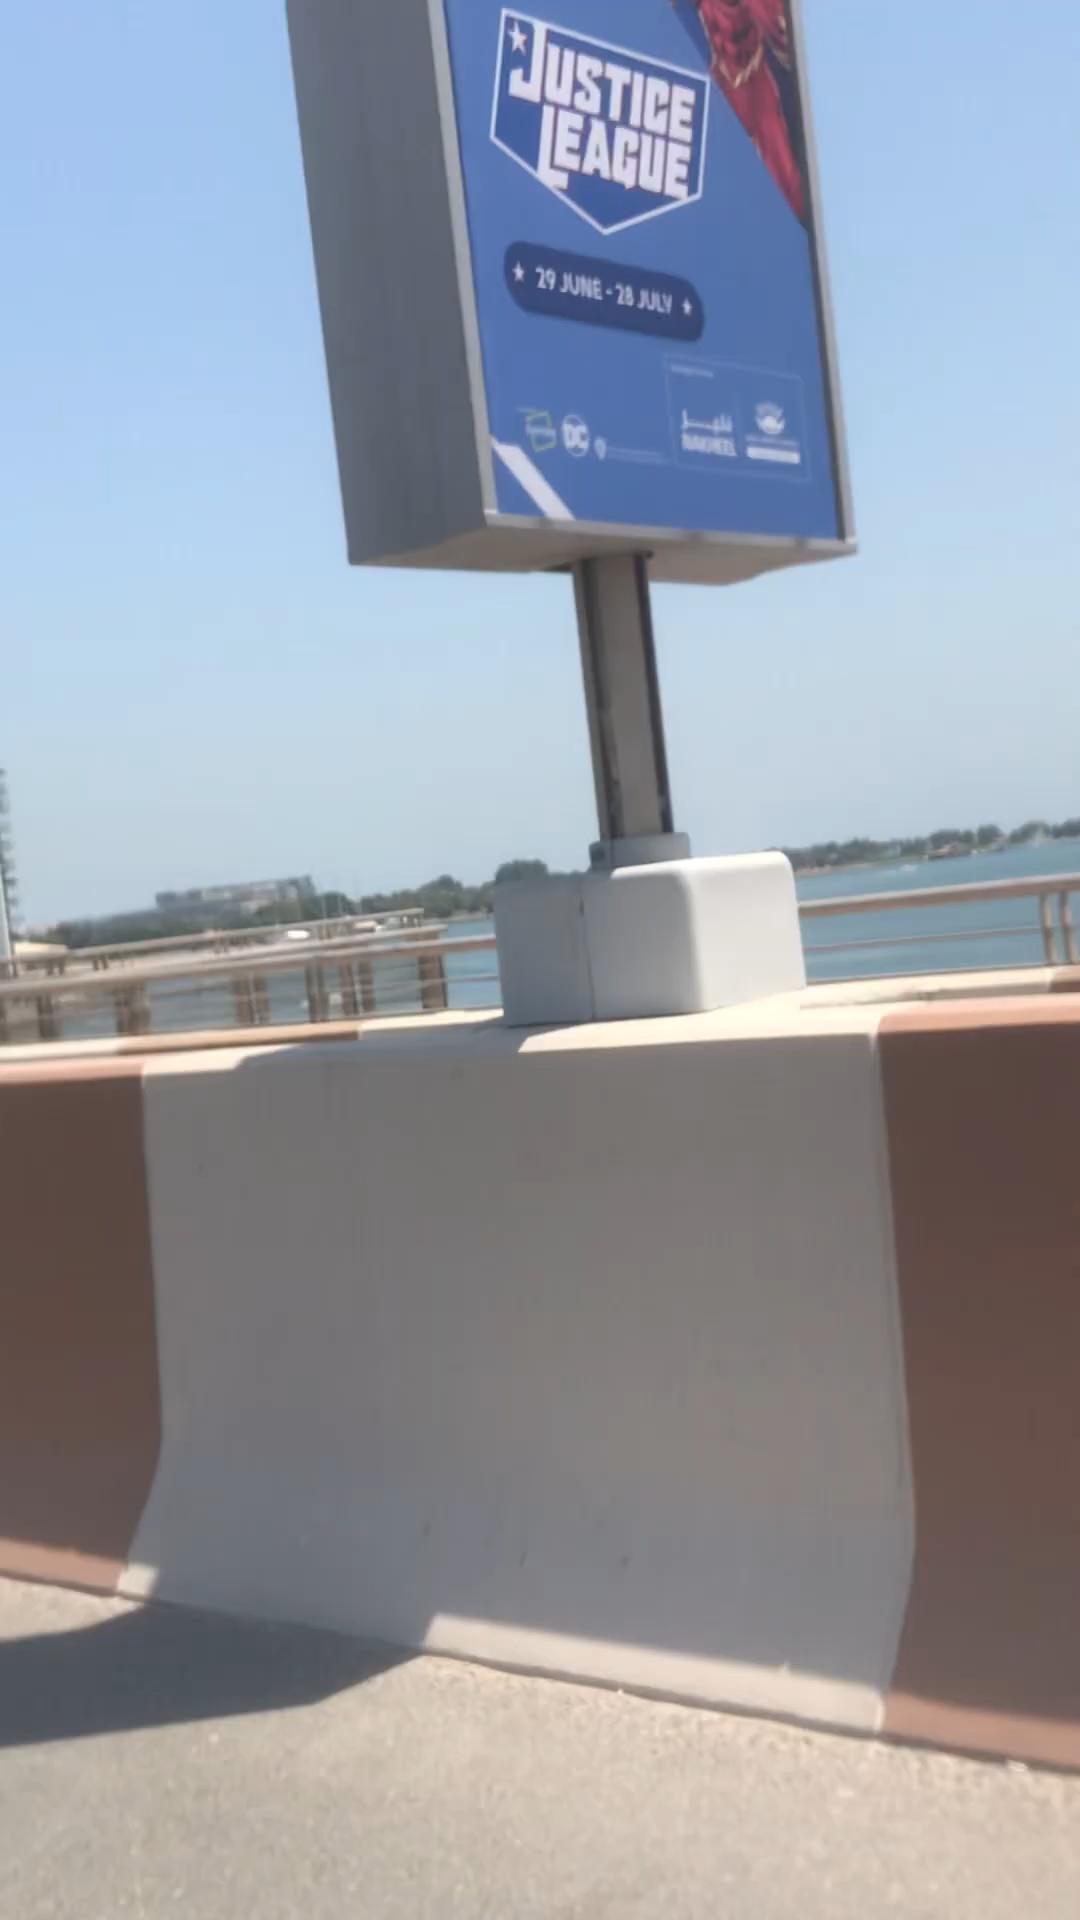 JUSTICE
LEAGUE
29 JUNE - 28 JULY
DC
نخيل
NAKHEEL